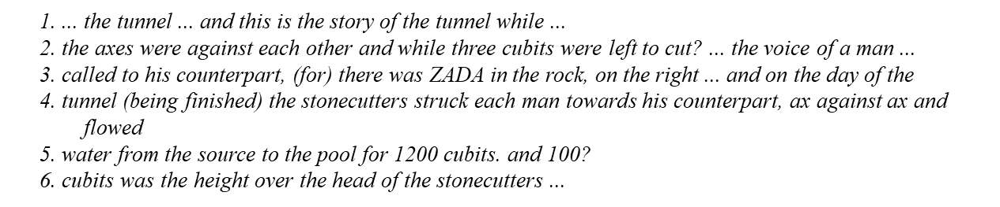 1. ... the tunnel ... and this is the story of the tunnel while ...
2. the axes were against each other and while three cubits were left to cut? ... the voice of a man ...
3. called to his counterpart, (for) there was ZADA in the rock, on the right ... and on the day of the
4. tunnel (being finished) the stonecutters struck each man towards his counterpart, ax against ax and
flowed
5. water from the source to the pool for 1200 cubits. and 100?
6. cubits was the height over the head of the stonecutters ...